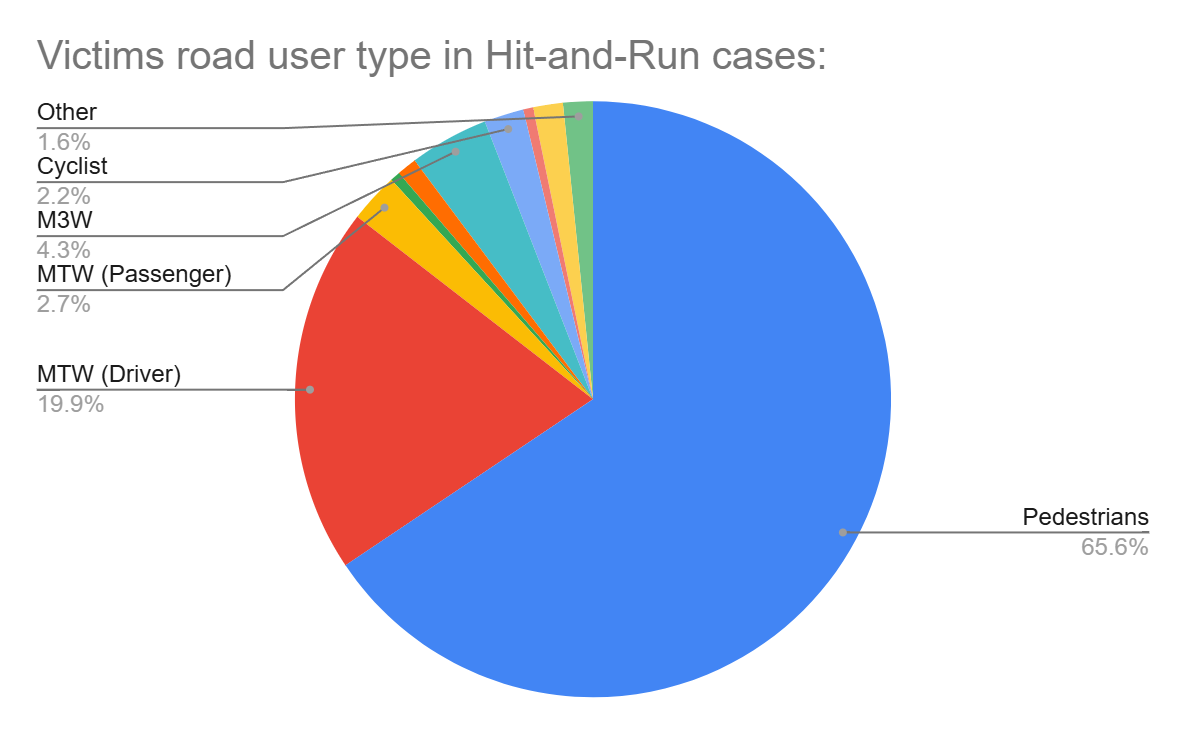 Victims road user type in Hit-and-Run cases:
Other
1.6%
Cyclist
2.2%
M3W
4.3%
MTW (Passenger)
2.7%
MTW (Driver)
19.9%
Pedestrians
65.6%